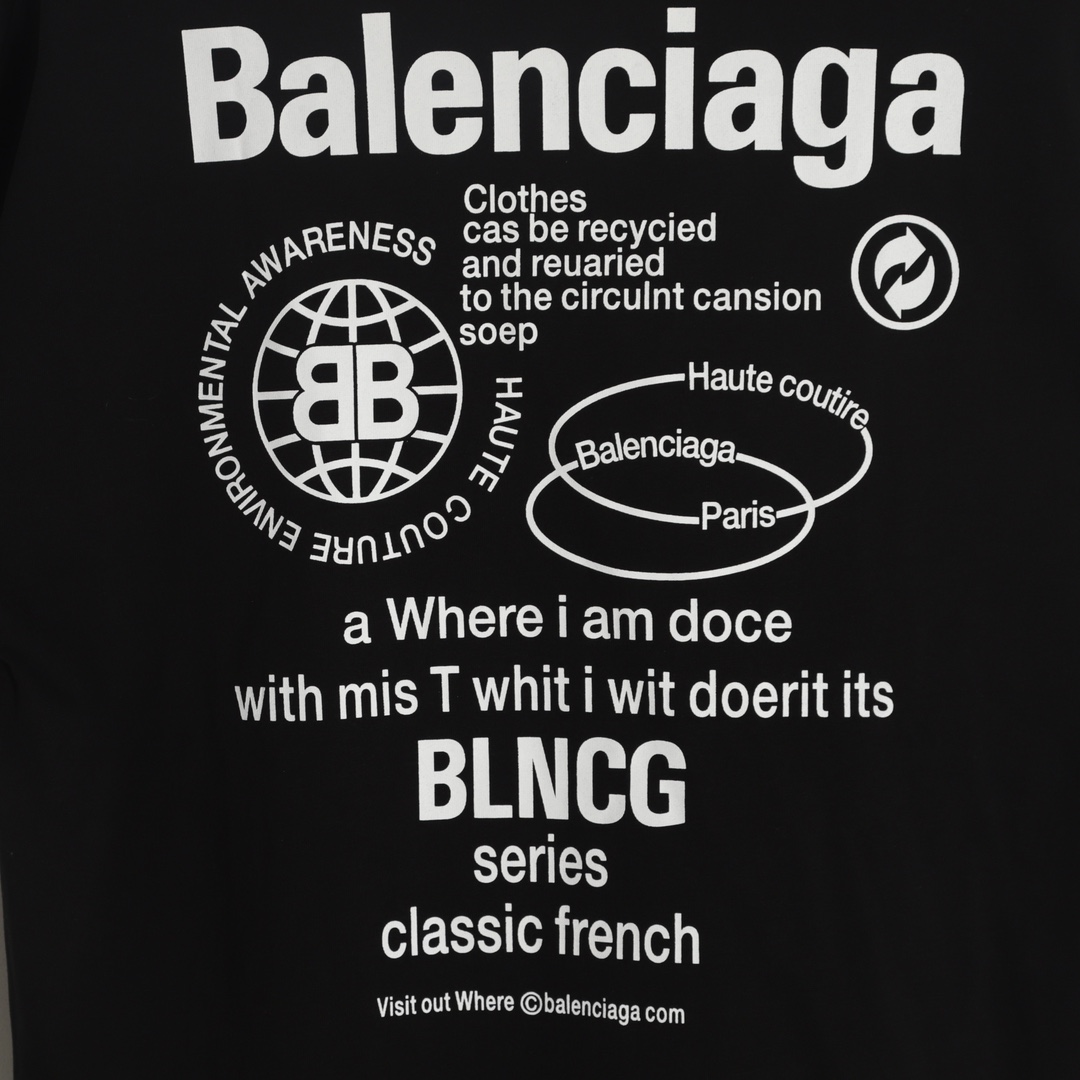 Balenciaga
Clothes
cas be recycied
and reuaried
to the circulnt cansion
soep
ENVIRONMENTAL AWARENESS
HAUTE COUTURE
BB
Haute coutire
Balenciaga
Paris
a Where i am doce
with mis T whit i wit doerit its
BLNCG
series
classic french
Visit out Where ©balenciaga com